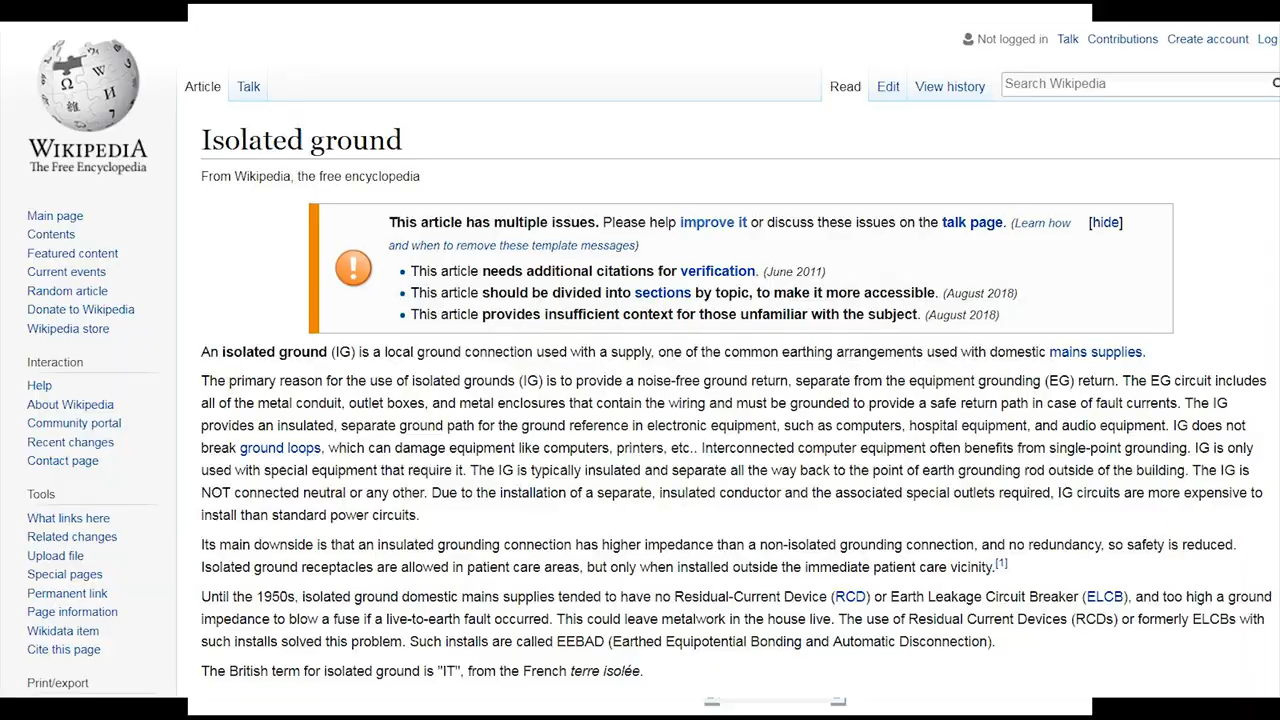 Not logged in Talk Contributions Create account Log
Article Talk Read Edit View history Search Wikipedia
WIKIPEDIA
The Free Encyclopedia
Main page
Contents
Featured content
Current events
Random article
Donate to Wikipedia
Wikipedia store
Interaction
Help
About Wikipedia
Community portal
Recent changes
Contact page
Tools
What links here
Related changes
Upload file
Special pages
Permanent link
Page information
Wikidata item
Cite this page
Print/export
Isolated ground
From Wikipedia, the free encyclopedia
This article has multiple issues. Please help improve it or discuss these issues on the talk page. (Learn how [hide]
and when to remove these template messages)
• This article needs additional citations for verification. (June 2011)
• This article should be divided into sections by topic, to make it more accessible. (August 2018)
• This article provides insufficient context for those unfamiliar with the subject. (August 2018)
An isolated ground (IG) is a local ground connection used with a supply, one of the common earthing arrangements used with domestic mains supplies.
The primary reason for the use of isolated grounds (IG) is to provide a noise-free ground return, separate from the equipment grounding (EG) return. The EG circuit includes
all of the metal conduit, outlet boxes, and metal enclosures that contain the wiring and must be grounded to provide a safe return path in case of fault currents. The IG
provides an insulated, separate ground path for the ground reference in electronic equipment, such as computers, hospital equipment, and audio equipment. IG does not
break ground loops, which can damage equipment like computers, printers, etc.. Interconnected computer equipment often benefits from single-point grounding. IG is only
used with special equipment that require it. The IG is typically insulated and separate all the way back to the point of earth grounding rod outside of the building. The IG is
NOT connected neutral or any other. Due to the installation of a separate, insulated conductor and the associated special outlets required, IG circuits are more expensive to
install than standard power circuits.
Its main downside is that an insulated grounding connection has higher impedance than a non-isolated grounding connection, and no redundancy, so safety is reduced.
Isolated ground receptacles are allowed in patient care areas, but only when installed outside the immediate patient care vicinity.[1]
Until the 1950s, isolated ground domestic mains supplies tended to have no Residual-Current Device (RCD) or Earth Leakage Circuit Breaker (ELCB), and too high a ground
impedance to blow a fuse if a live-to-earth fault occurred. This could leave metalwork in the house live. The use of Residual Current Devices (RCDs) or formerly ELCBs with
such installs solved this problem. Such installs are called EEBAD (Earthed Equipotential Bonding and Automatic Disconnection).
The British term for isolated ground is "IT", from the French terre isolée.